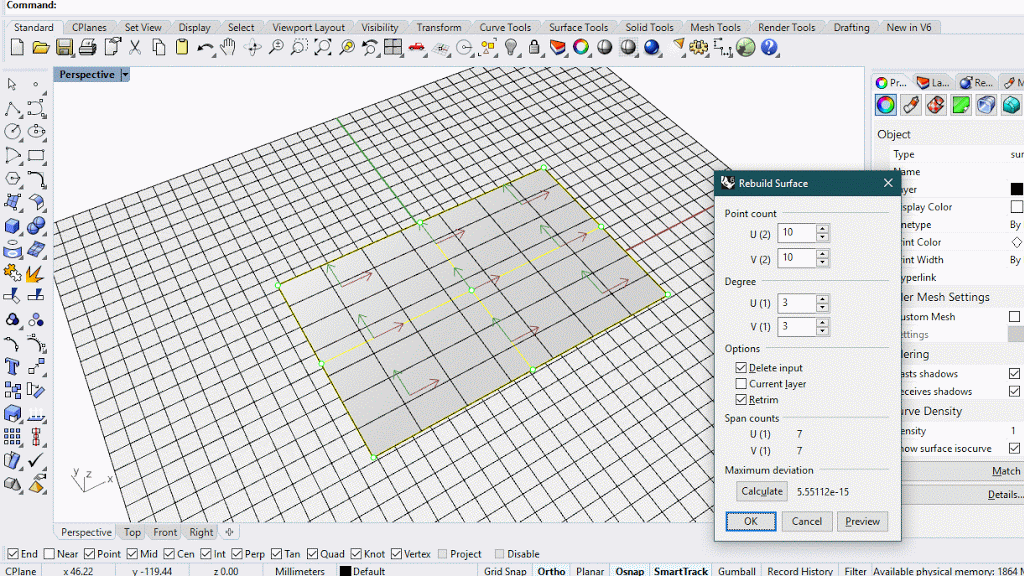 Command:
Standard CPlanes Set View Display Select Viewport Layout Visibility Transform Curve Tools Surface Tools Solid Tools Mesh Tools Render Tools Drafting New in V6
Perspective
Pr... La... Re... M
Object
Type sur
Name
ayer
isplay Color
netype By
rint Color
rint Width By
yperlink
der Mesh Settings
ustom Mesh
ettings
dering
asts shadows
eceives shadows
urve Density
ensity 1
how surface isocurve
Match
Details...
Rebuild Surface
Point count
U (2) 10
V (2) 10
Degree
U (1) 3
V (1) 3
Options
Delete input
Current layer
Retrim
Span counts
U (1) 7
V (1) 7
Maximum deviation
Calculate 5.55112e-15
OK Cancel Preview
y z x
Perspective Top Front Right
End Near Point Mid Cen Int Perp Tan Quad Knot Vertex Project Disable
CPlane x 46.22 y -119.44 z 0.00 Millimeters Default Grid Snap Ortho Planar Osnap SmartTrack Gumball Record History Filter Available physical memory: 1864 M